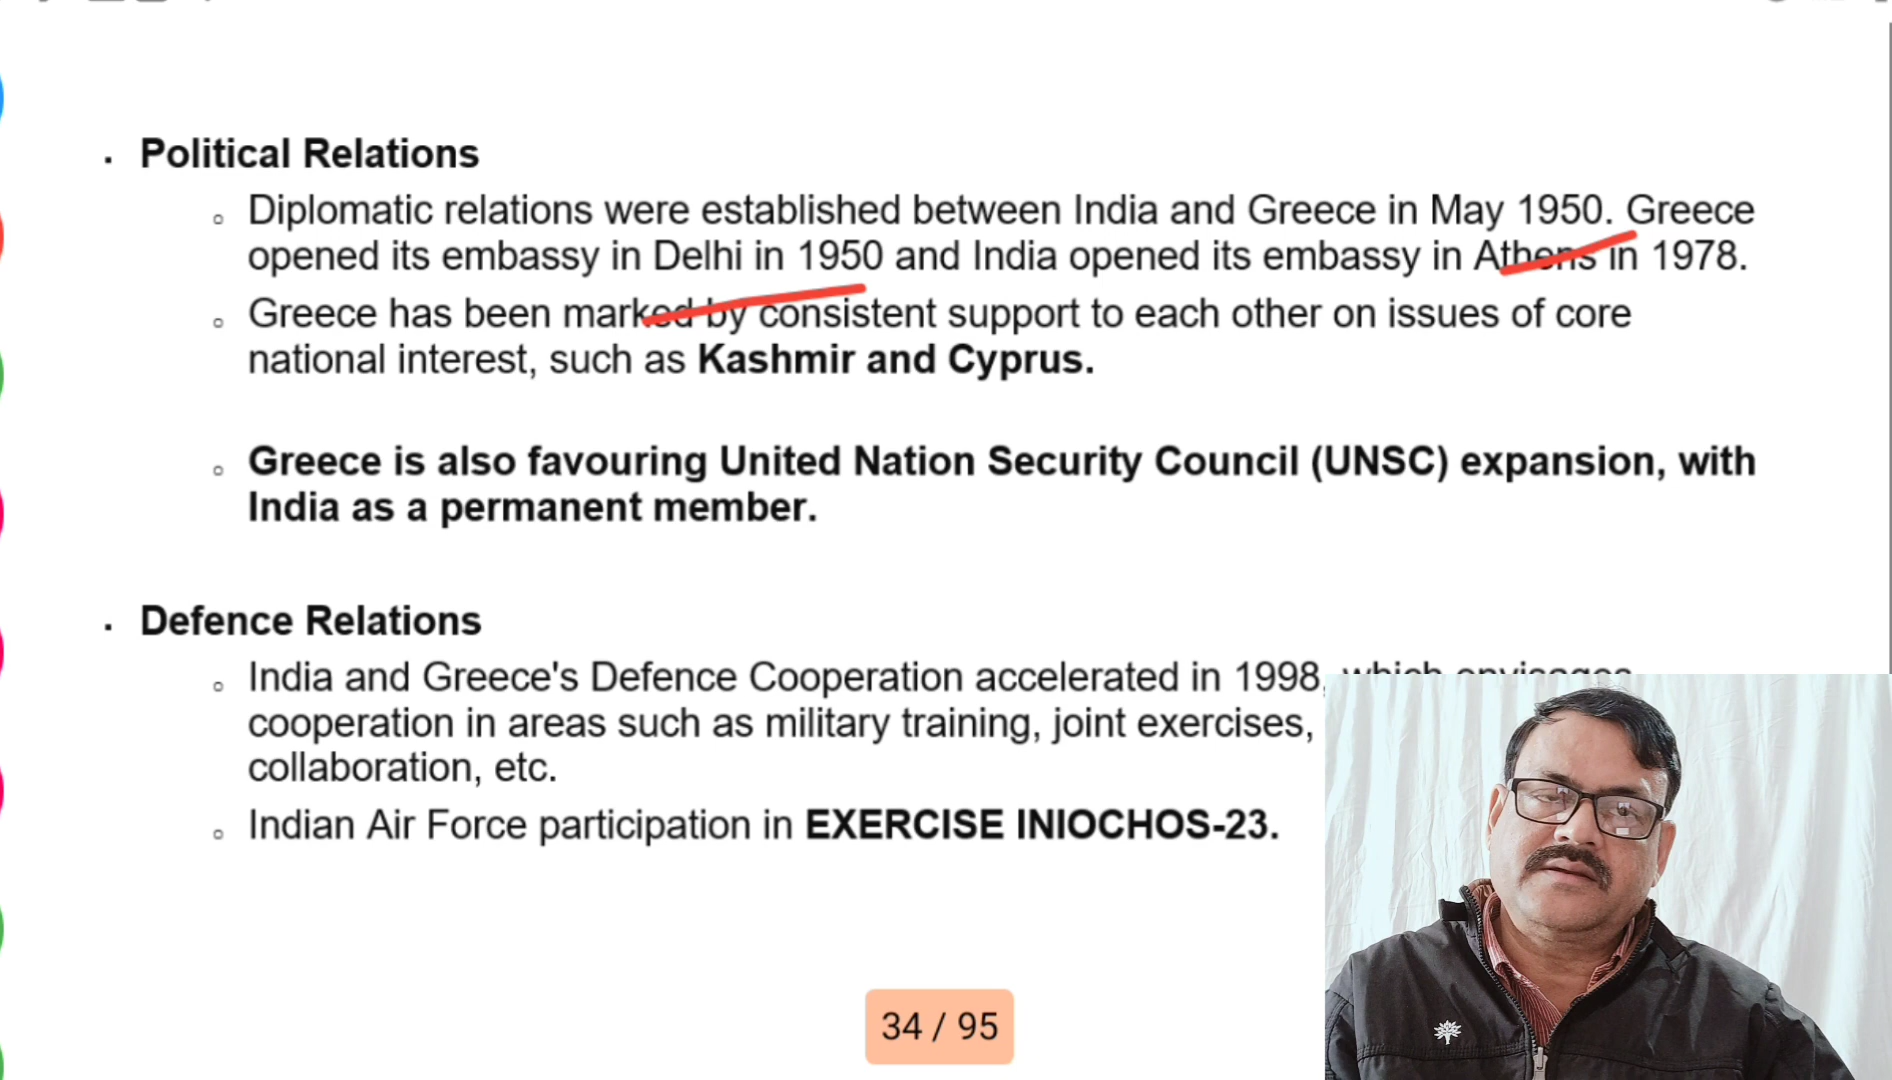 Political Relations
Diplomatic relations were established between India and Greece in May 1950. Greece
opened its embassy in Delhi in 1950 and India opened its embassy in Athens in 1978.
Greece has been marked by consistent support to each other on issues of core
national interest, such as Kashmir and Cyprus.
Greece is also favouring United Nation Security Council (UNSC) expansion, with
India as a permanent member.
Defence Relations
India and Greece's Defence Cooperation accelerated in 1998, which envisages
cooperation in areas such as military training, joint exercises,
collaboration, etc.
Indian Air Force participation in EXERCISE INIOCHOS-23.
34 / 95